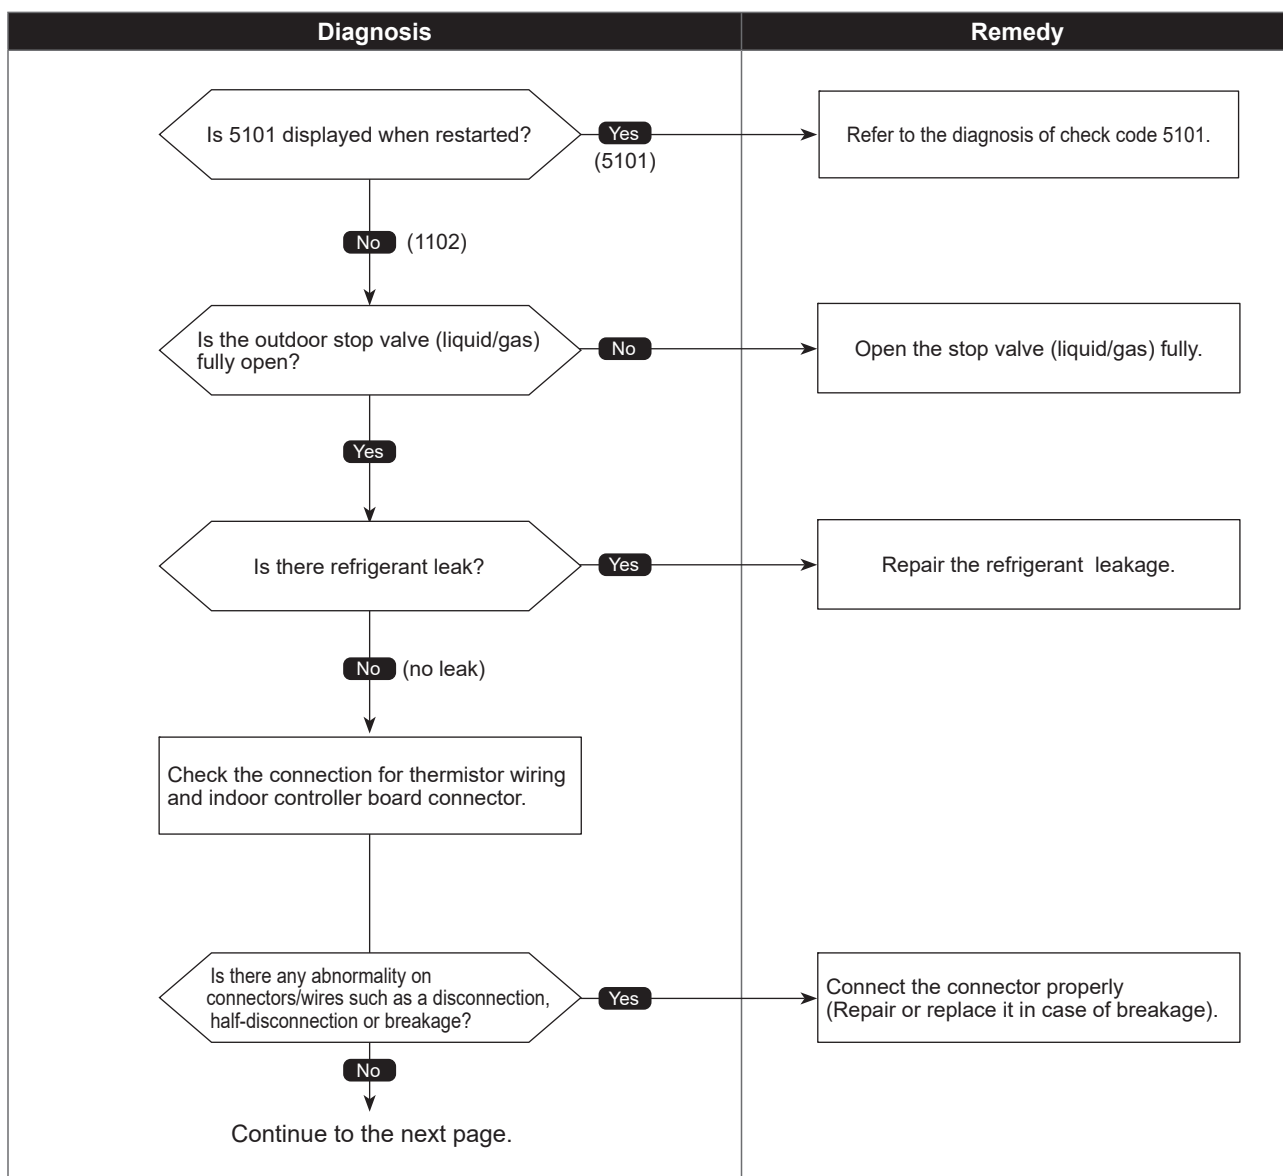 Diagnosis
Remedy
Is 5101 displayed when restarted?
Yes
(5101)
Refer to the diagnosis of check code 5101.
No (1102)
Is the outdoor stop valve (liquid/gas)
fully open?
No
Open the stop valve (liquid/gas) fully.
Yes
Is there refrigerant leak?
Yes
Repair the refrigerant leakage.
No (no leak)
Check the connection for thermistor wiring
and indoor controller board connector.
Is there any abnormality on
connectors/wires such as a disconnection,
half-disconnection or breakage?
Yes
Connect the connector properly
(Repair or replace it in case of breakage).
No
Continue to the next page.